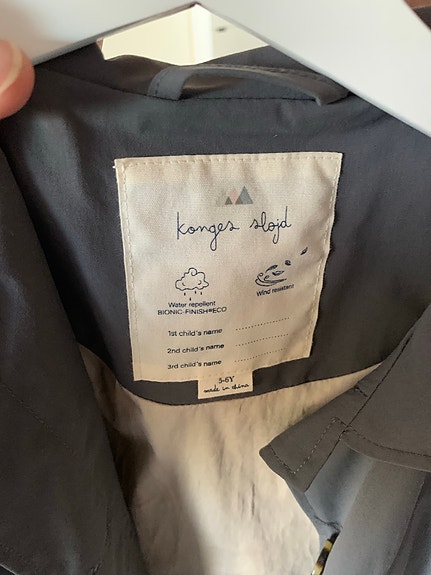 konges sløjd
Water repellent
BIONIC-FINISH®ECO
Wind resistant
1st child's name
2nd child's name
3rd child's name
5-6Y
made in china